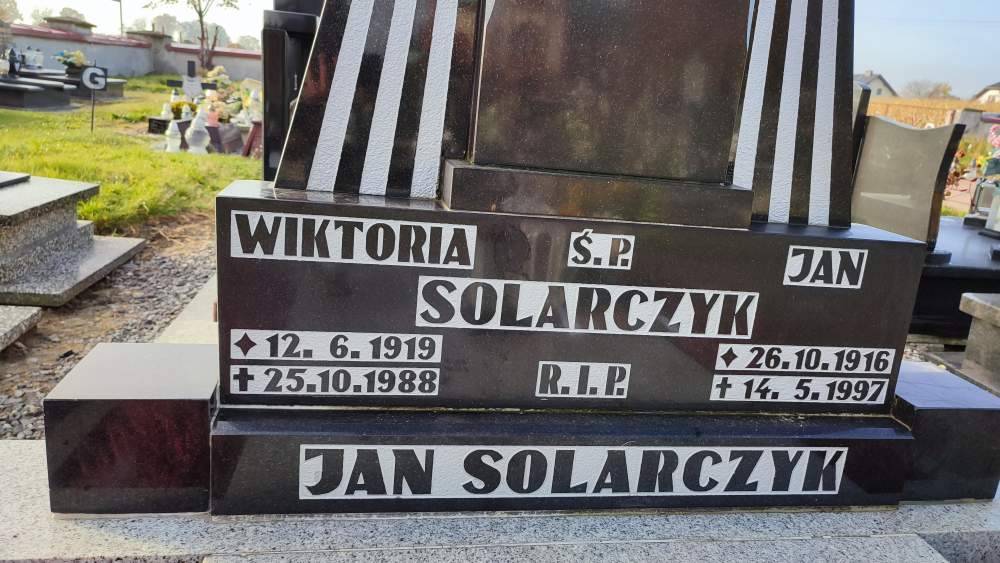 G
WIKTORIA Ś.P. JAN
SOLARCZYK
12. 6. 1919 26.10.1916
25.10.1988 R.I.P. 14. 5.1997
JAN SOLARCZYK